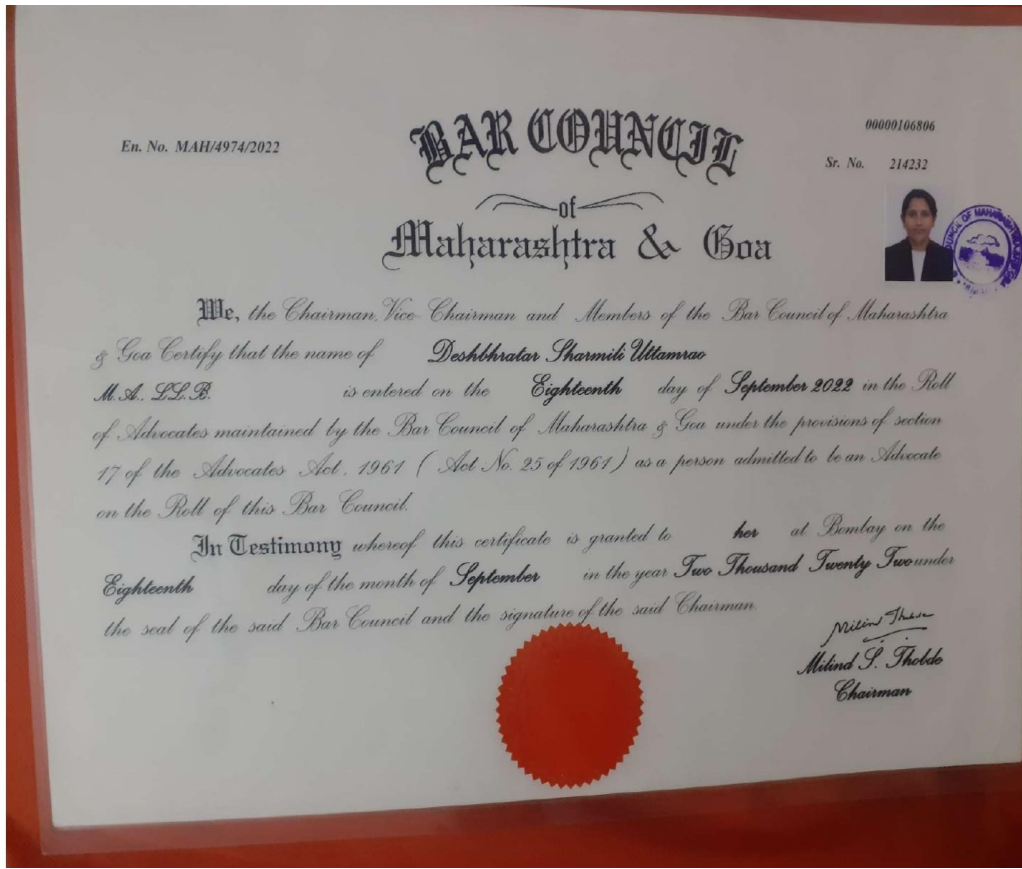 En. No. MAH/4974/2022
00000106806
Sr. No. 214232
BAR COUNCIL
of
Maharashtra & Goa
We, the Chairman, Vice-Chairman and Members of the Bar Council of Maharashtra
& Goa Certify that the name of Deshbhratar Sharmili Uttamrao
M.A., LL.B. is entered on the Eighteenth day of September 2022 in the Roll
of Advocates maintained by the Bar Council of Maharashtra & Goa under the provisions of section
17 of the Advocates Act, 1961 ( Act No. 25 of 1961 ) as a person admitted to be an Advocate
on the Roll of this Bar Council.
In Testimony whereof this certificate is granted to her at Bombay on the
Eighteenth day of the month of September in the year Two Thousand Twenty Two under
the seal of the said Bar Council and the signature of the said Chairman.
Milind S. Thobde
Chairman